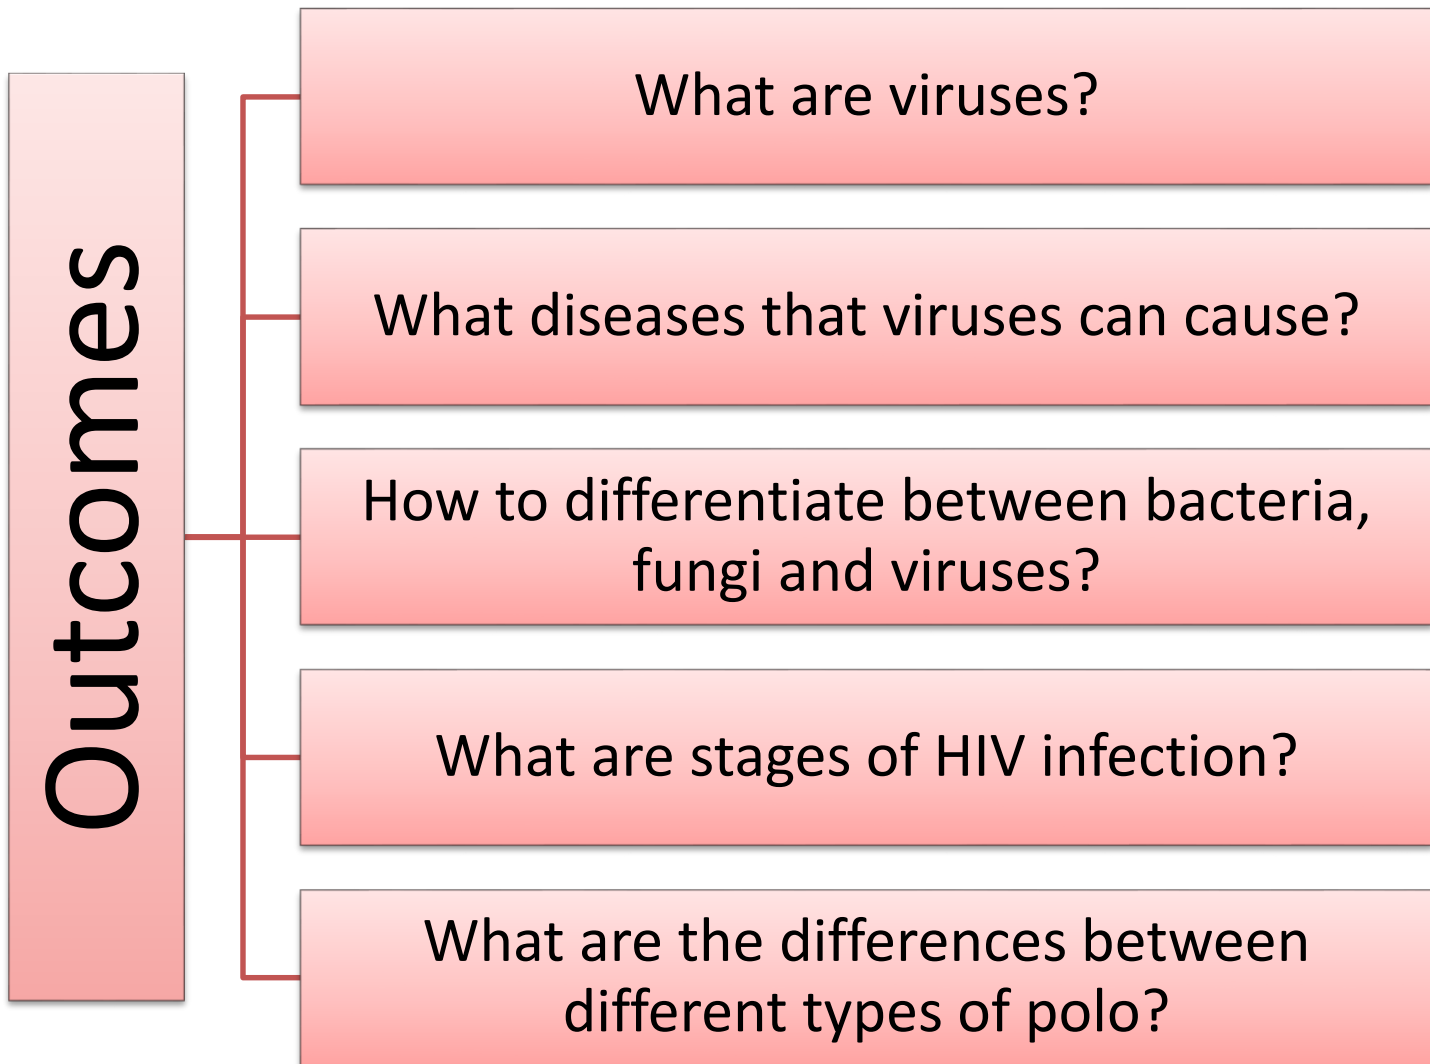 Outcomes
What are viruses?
What diseases that viruses can cause?
How to differentiate between bacteria,
fungi and viruses?
What are stages of HIV infection?
What are the differences between
different types of polo?